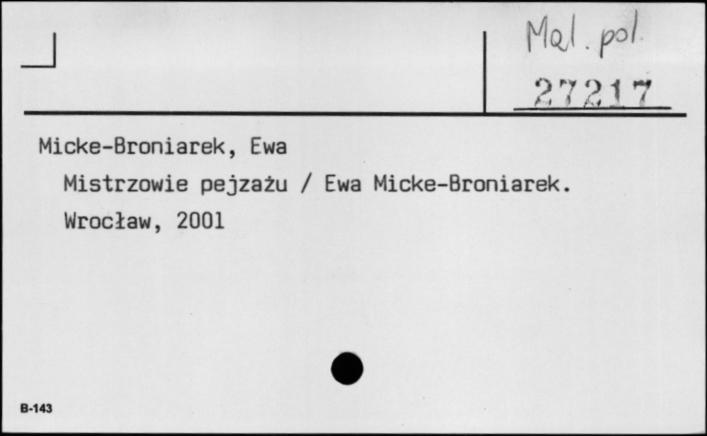 Mal. pol.
27217
Micke-Broniarek, Ewa
Mistrzowie pejzażu / Ewa Micke-Broniarek.
Wrocław, 2001
B-143